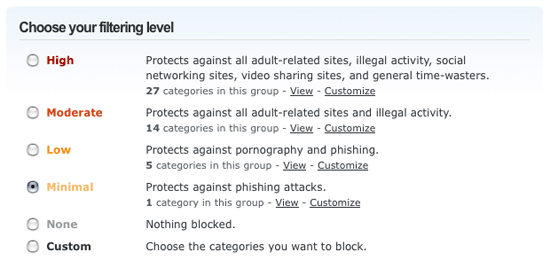 Choose your filtering level
High
Protects against all adult-related sites, illegal activity, social
networking sites, video sharing sites, and general time-wasters.
27 categories in this group - View - Customize
Moderate
Protects against all adult-related sites and illegal activity.
14 categories in this group - View - Customize
Low
Protects against pornography and phishing.
5 categories in this group - View - Customize
Minimal
Protects against phishing attacks.
1 category in this group - View - Customize
None
Nothing blocked.
Custom
Choose the categories you want to block.